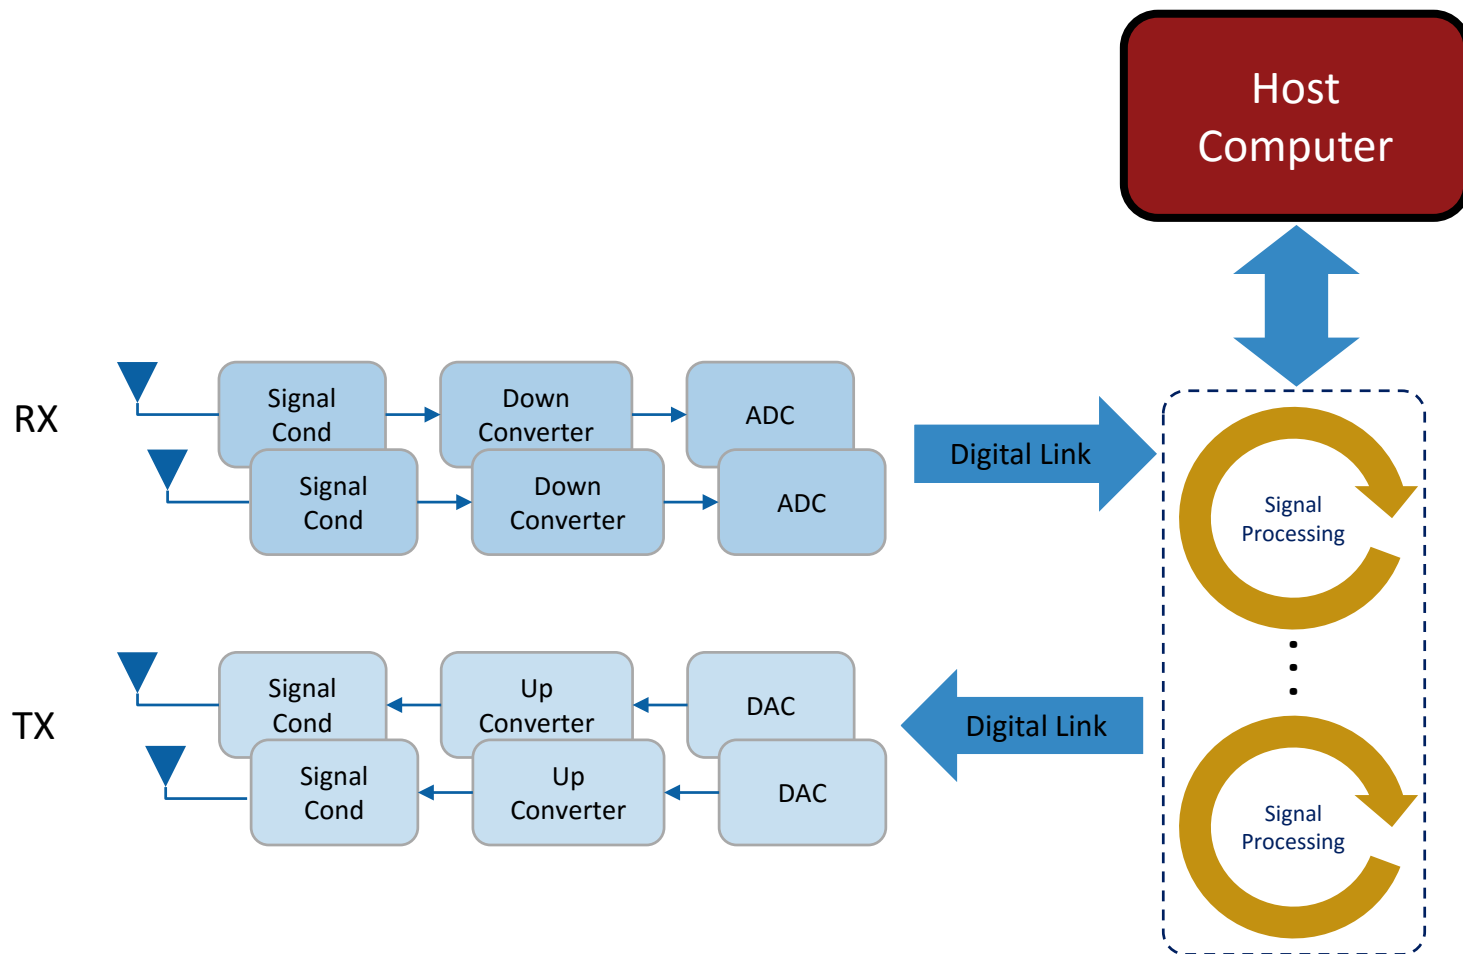 Host
Computer
RX
Signal
Cond
Down
Converter
ADC
Signal
Cond
Down
Converter
ADC
Digital Link
Signal
Processing
TX
Signal
Cond
Up
Converter
DAC
Signal
Cond
Up
Converter
DAC
Digital Link
Signal
Processing